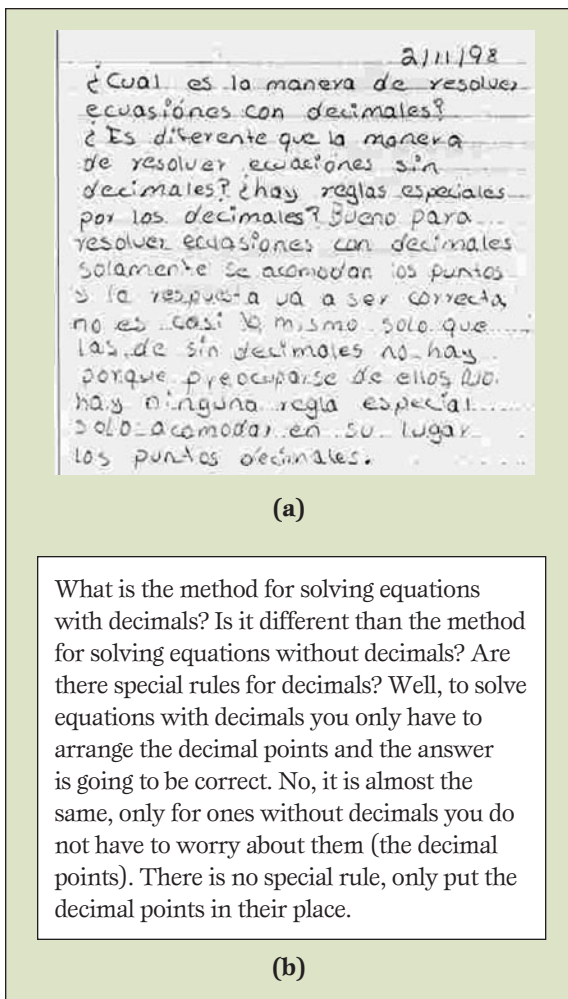 2/11/98
¿Cual es la manera de resolver
ecuasiónes con decimales?
¿Es diferente que la manera
de resolver ecuaciones sin
decimales? ¿hay reglas especiales
por los decimales? Bueno para
resolver ecuasiones con decimales
solamente se acomodan los puntos
y la respuesta va a ser correcta,
no es casi lo mismo solo que
las de sin decimales no hay
porque preocuparse de ellos No.
hay ninguna regla especial
solo acomodar en su lugar
los puntos decimales.
(a)
What is the method for solving equations
with decimals? Is it different than the method
for solving equations without decimals? Are
there special rules for decimals? Well, to solve
equations with decimals you only have to
arrange the decimal points and the answer
is going to be correct. No, it is almost the
same, only for ones without decimals you do
not have to worry about them (the decimal
points). There is no special rule, only put the
decimal points in their place.
(b)